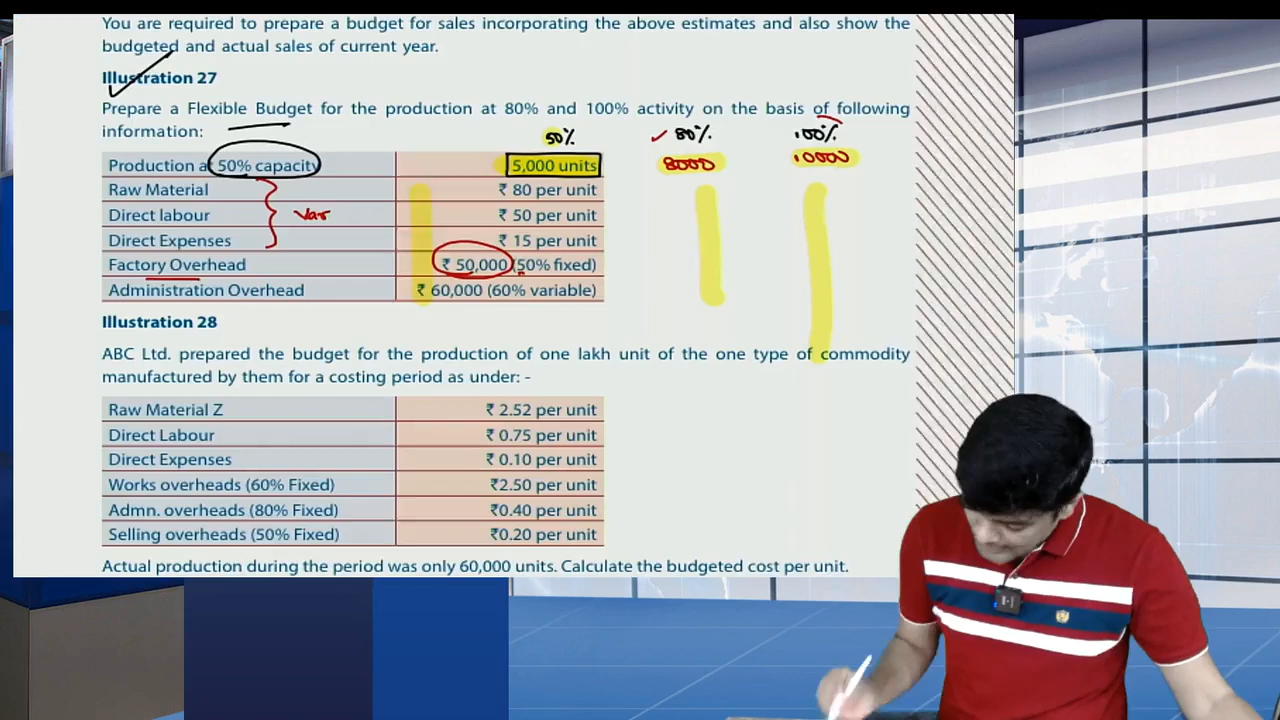 You are required to prepare a budget for sales incorporating the above estimates and also show the
budgeted and actual sales of current year.
Illustration 27
Prepare a Flexible Budget for the production at 80% and 100% activity on the basis of following
information:
50% 80% 100%
Production at 50% capacity 5,000 units 8000 10000
Raw Material ₹ 80 per unit
Direct labour ₹ 50 per unit
var
Direct Expenses ₹ 15 per unit
Factory Overhead ₹ 50,000 (50% fixed)
Administration Overhead ₹ 60,000 (60% variable)
Illustration 28
ABC Ltd. prepared the budget for the production of one lakh unit of the one type of commodity
manufactured by them for a costing period as under: -
Raw Material Z ₹ 2.52 per unit
Direct Labour ₹ 0.75 per unit
Direct Expenses ₹ 0.10 per unit
Works overheads (60% Fixed) ₹2.50 per unit
Admn. overheads (80% Fixed) ₹0.40 per unit
Selling overheads (50% Fixed) ₹0.20 per unit
Actual production during the period was only 60,000 units. Calculate the budgeted cost per unit.